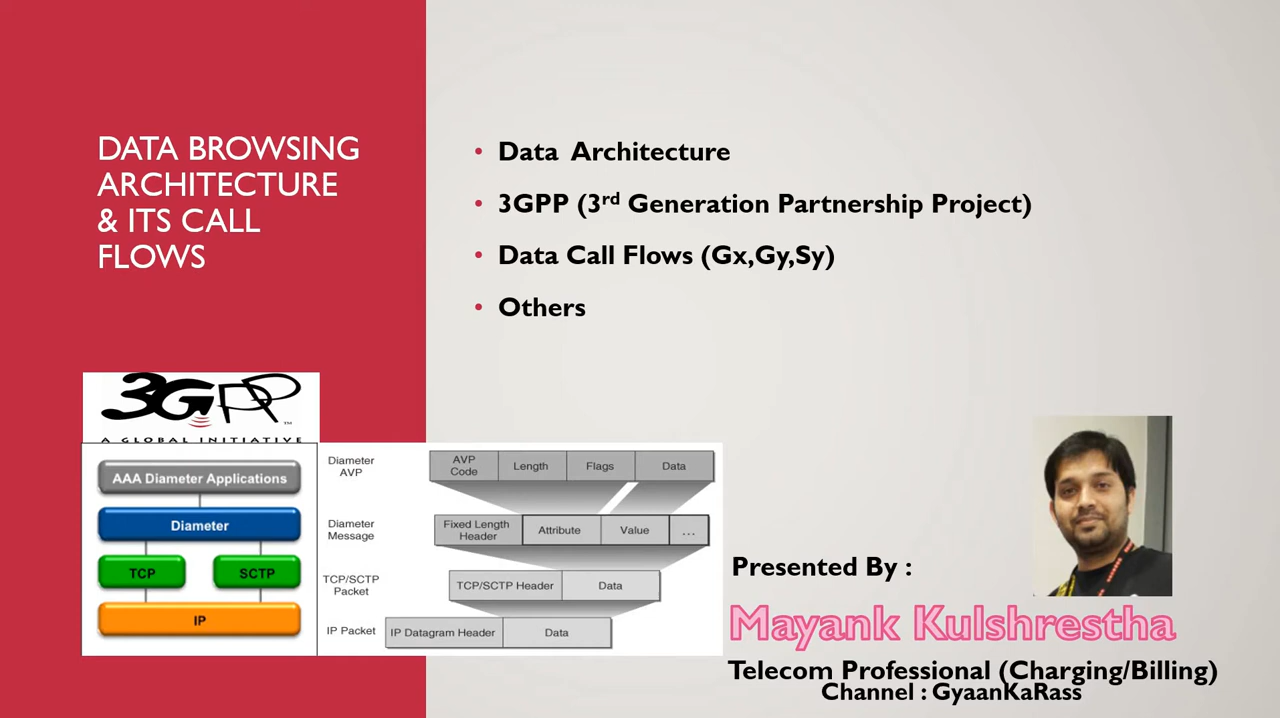 DATA BROWSING
ARCHITECTURE
& ITS CALL
FLOWS
• Data Architecture
• 3GPP (3rd Generation Partnership Project)
• Data Call Flows (Gx,Gy,Sy)
• Others
3GPP TM
A GLOBAL INITIATIVE
AAA Diameter Applications
Diameter
TCP SCTP
IP
Diameter
AVP
AVP
Code
Length
Flags
Data
Diameter
Message
Fixed Length
Header
Attribute
Value
...
TCP/SCTP
Packet
TCP/SCTP Header
Data
IP Packet
IP Datagram Header
Data
Presented By :
Mayank Kulshrestha
Telecom Professional (Charging/Billing)
Channel : GyaanKaRass